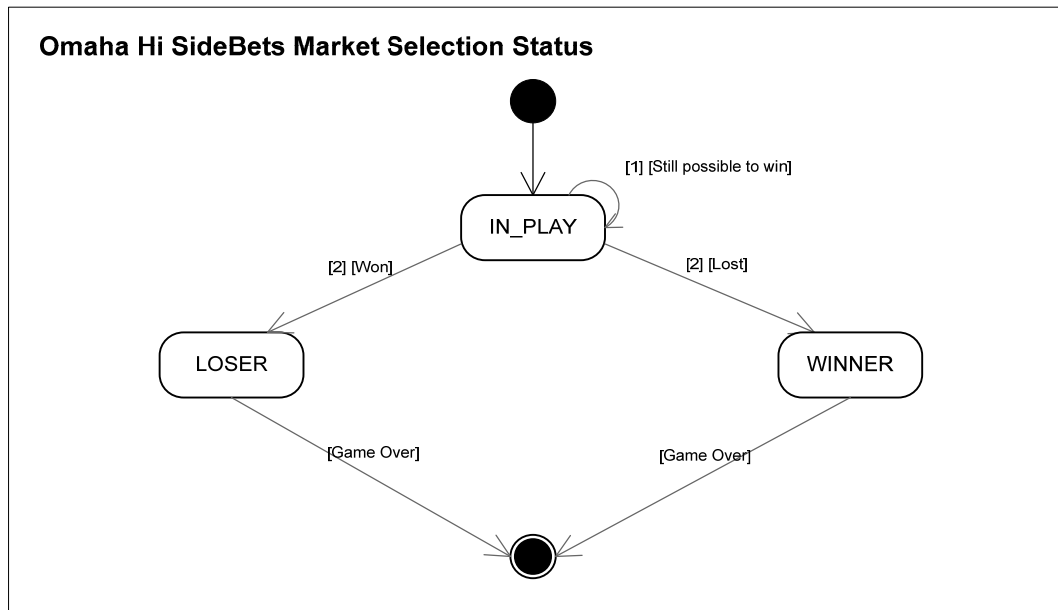 Omaha Hi SideBets Market Selection Status
[1] [Still possible to win]
IN_PLAY
[2] [Won]
[2] [Lost]
LOSER
WINNER
[Game Over]
[Game Over]